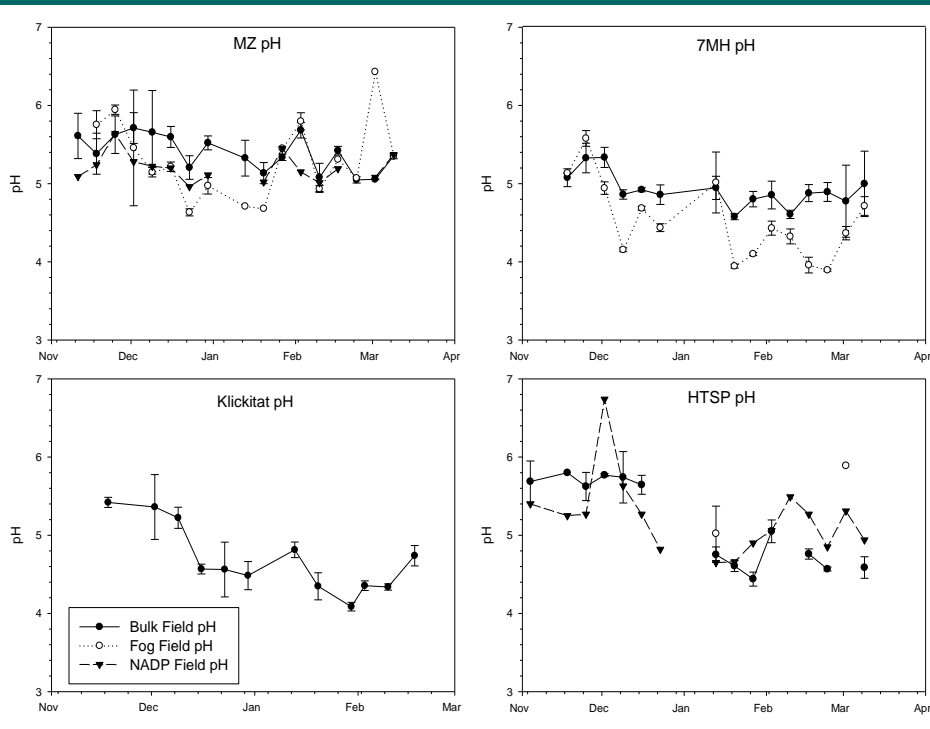 MZ pH
7
6
5
4
3
pH
Nov Dec Jan Feb Mar Apr
7MH pH
7
6
5
4
3
pH
Nov Dec Jan Feb Mar Apr
Klickitat pH
7
6
5
4
3
pH
Bulk Field pH
Fog Field pH
NADP Field pH
Nov Dec Jan Feb Mar
HTSP pH
7
6
5
4
3
pH
Nov Dec Jan Feb Mar Apr